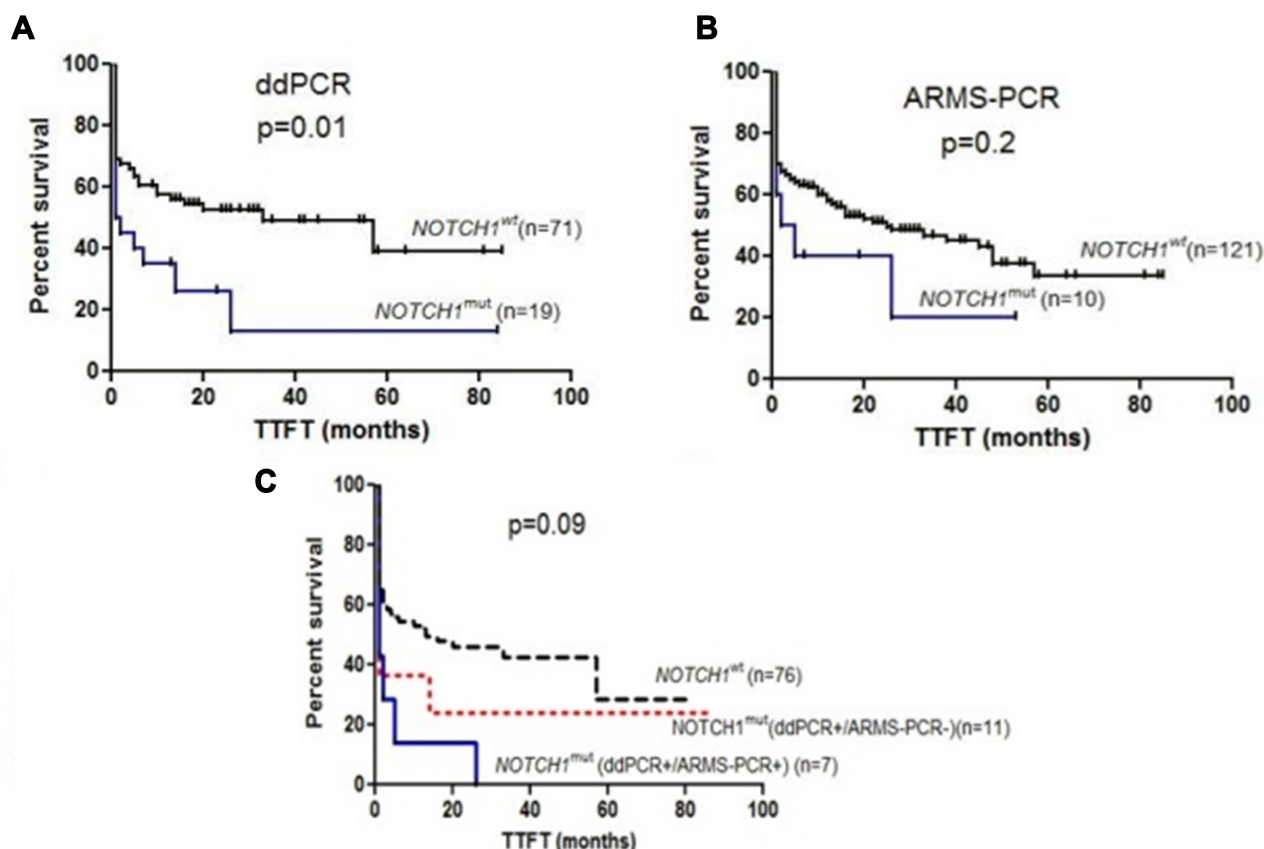 A
ddPCR
p=0.01
Percent survival
100
80
60
40
20
0
NOTCH1wt(n=71)
NOTCH1mut (n=19)
0 20 40 60 80 100
TTFT (months)
B
ARMS-PCR
p=0.2
Percent survival
100
80
60
40
20
0
NOTCH1wt(n=121)
NOTCH1mut (n=10)
0 20 40 60 80 100
TTFT (months)
C
p=0.09
Percent survival
100
80
60
40
20
0
NOTCH1wt (n=76)
NOTCH1mut(ddPCR+/ARMS-PCR-)(n=11)
NOTCH1mut (ddPCR+/ARMS-PCR+) (n=7)
0 20 40 60 80 100
TTFT (months)